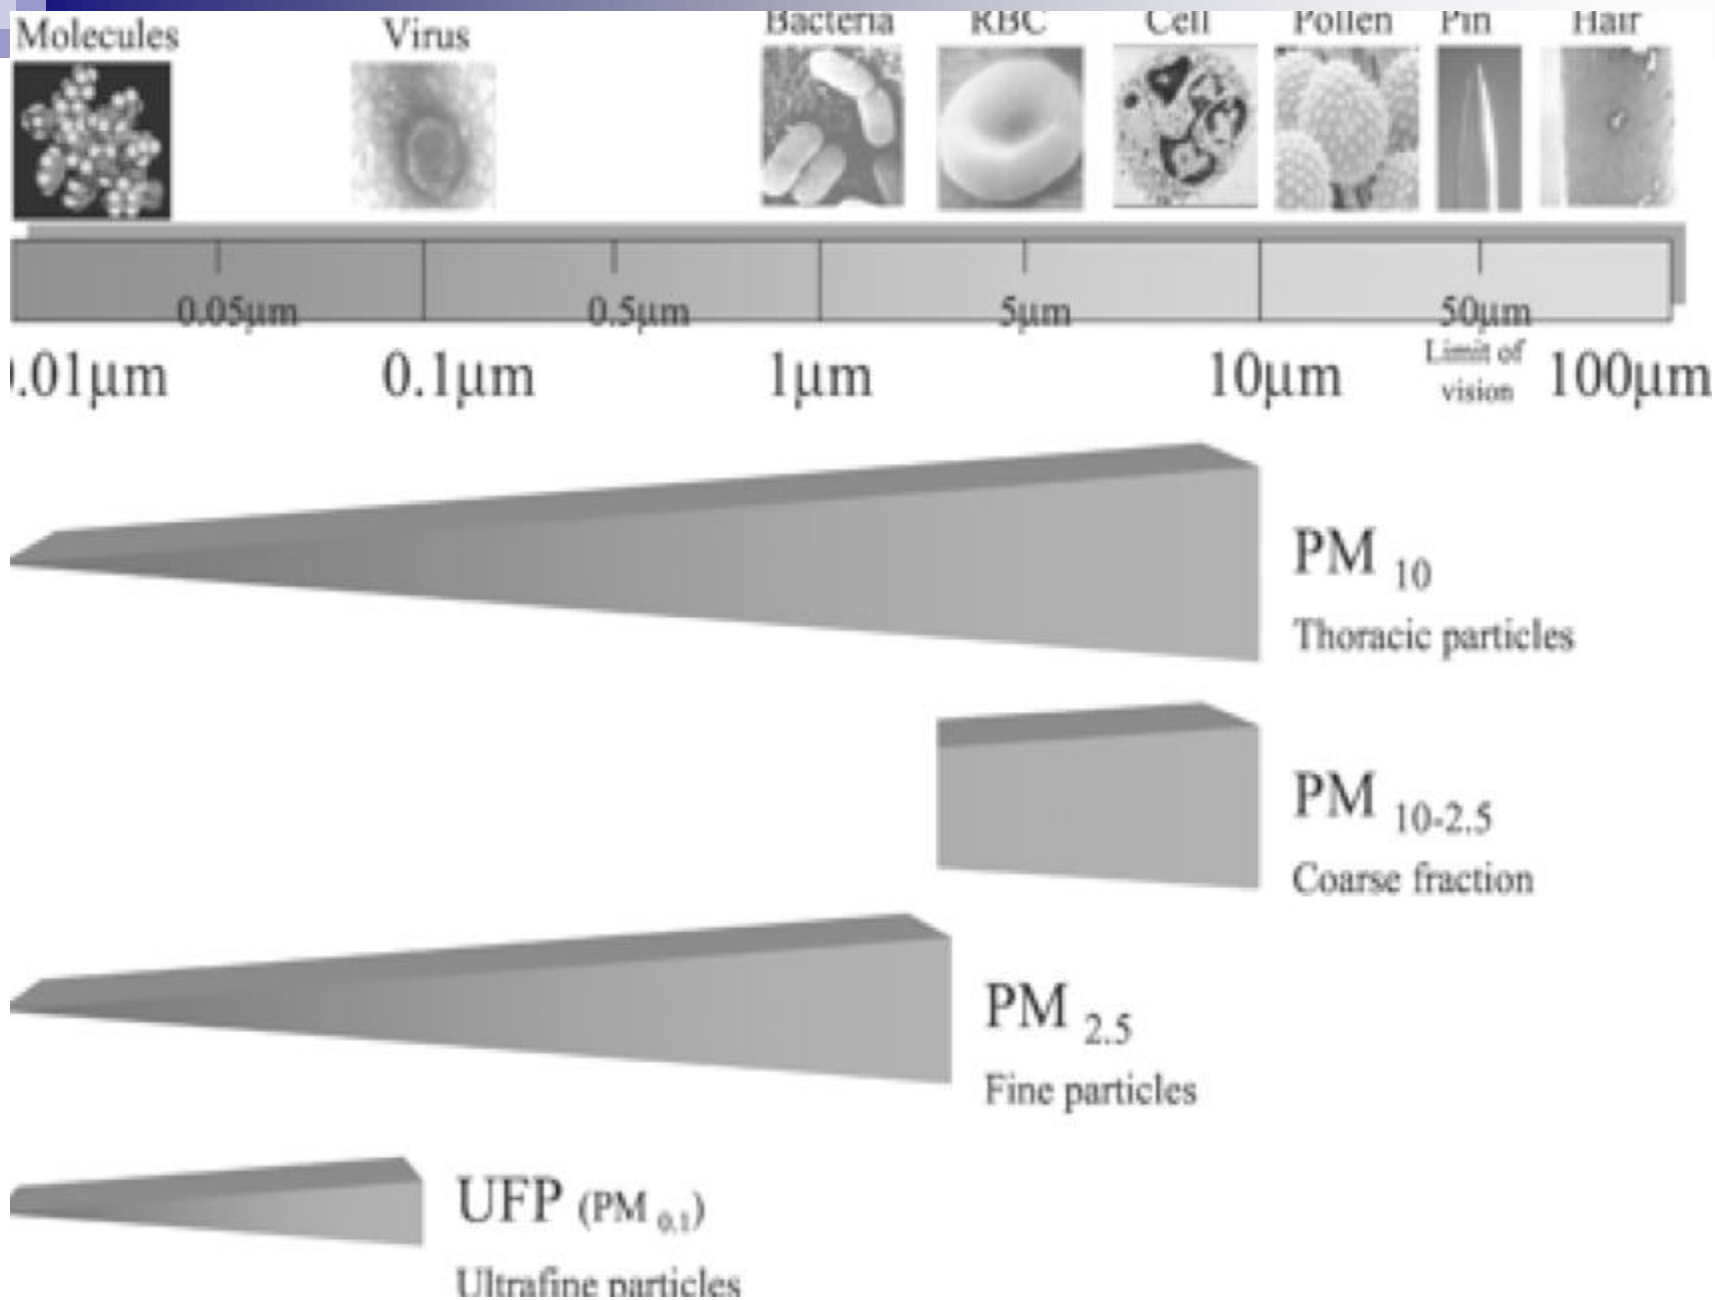 Molecules Virus Bacteria RBC Cell Pollen Pin Hair
0.05µm 0.5µm 5µm 50µm
.01µm 0.1µm 1µm 10µm 100µm
Limit of
vision
PM 10
Thoracic particles
PM 10-2.5
Coarse fraction
PM 2.5
Fine particles
UFP (PM 0.1)
Ultrafine particles